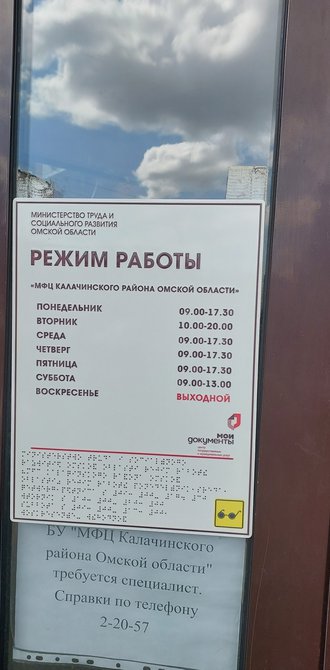 МИНИСТЕРСТВО ТРУДА И
СОЦИАЛЬНОГО РАЗВИТИЯ
ОМСКОЙ ОБЛАСТИ
РЕЖИМ РАБОТЫ
«МФЦ КАЛАЧИНСКОГО РАЙОНА ОМСКОЙ ОБЛАСТИ»
ПОНЕДЕЛЬНИК 09.00-17.30
ВТОРНИК 10.00-20.00
СРЕДА 09.00-17.30
ЧЕТВЕРГ 09.00-17.30
ПЯТНИЦА 09.00-17.30
СУББОТА 09.00-13.00
ВОСКРЕСЕНЬЕ ВЫХОДНОЙ
мои
документы
БУ "МФЦ Калачинского
района Омской области"
требуется специалист.
Справки по телефону
2-20-57